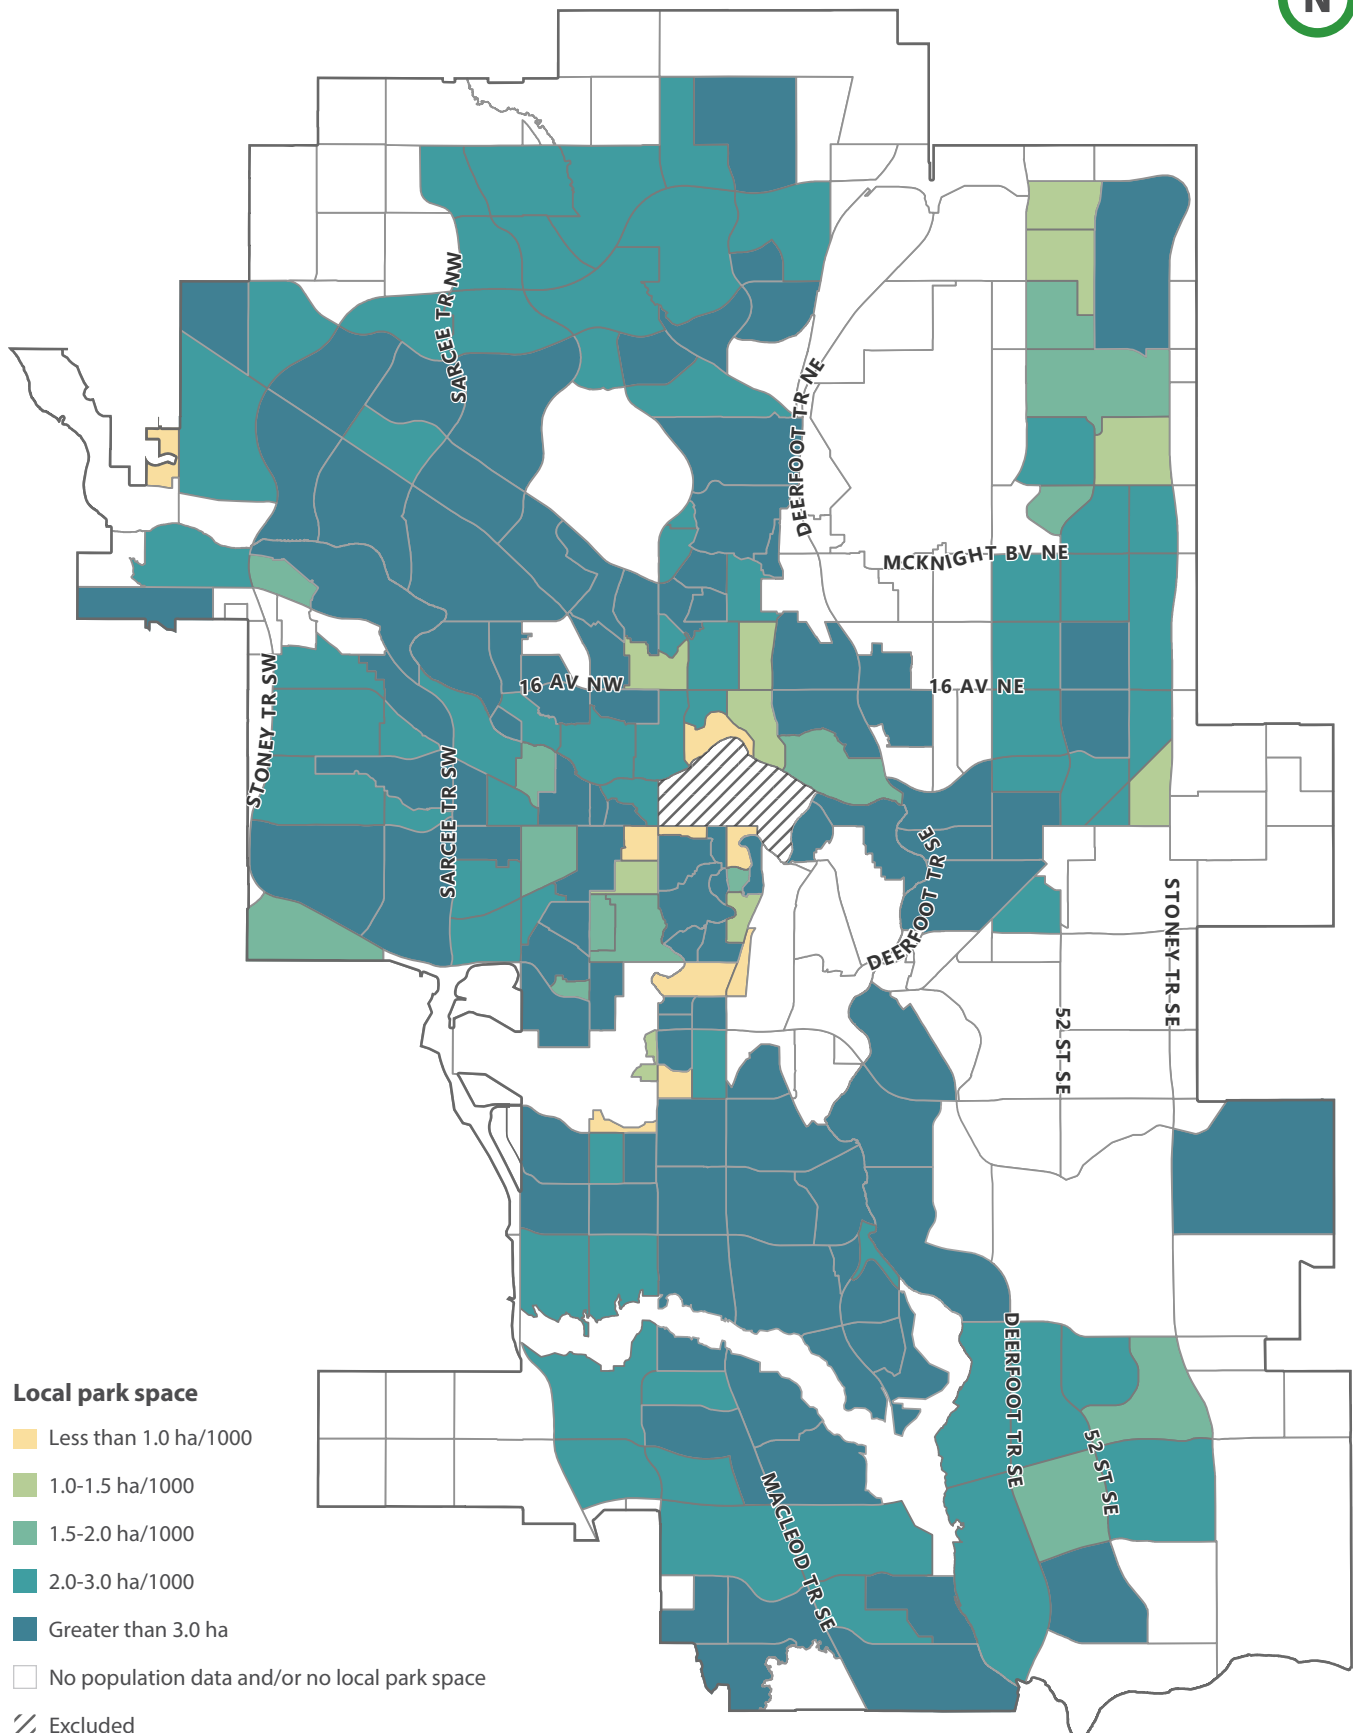 N
SARCEE TR NW
DEERFOOT TR NE
MCKNIGHT BV NE
16 AV NW
16 AV NE
STONEY TR SW
SARCEE TR SW
DEERFOOT TR SE
STONEY TR SE
52 ST SE
DEERFOOT TR SE
52 ST SE
MACLEOD TR SE
Local park space
Less than 1.0 ha/1000
1.0-1.5 ha/1000
1.5-2.0 ha/1000
2.0-3.0 ha/1000
Greater than 3.0 ha
No population data and/or no local park space
Excluded